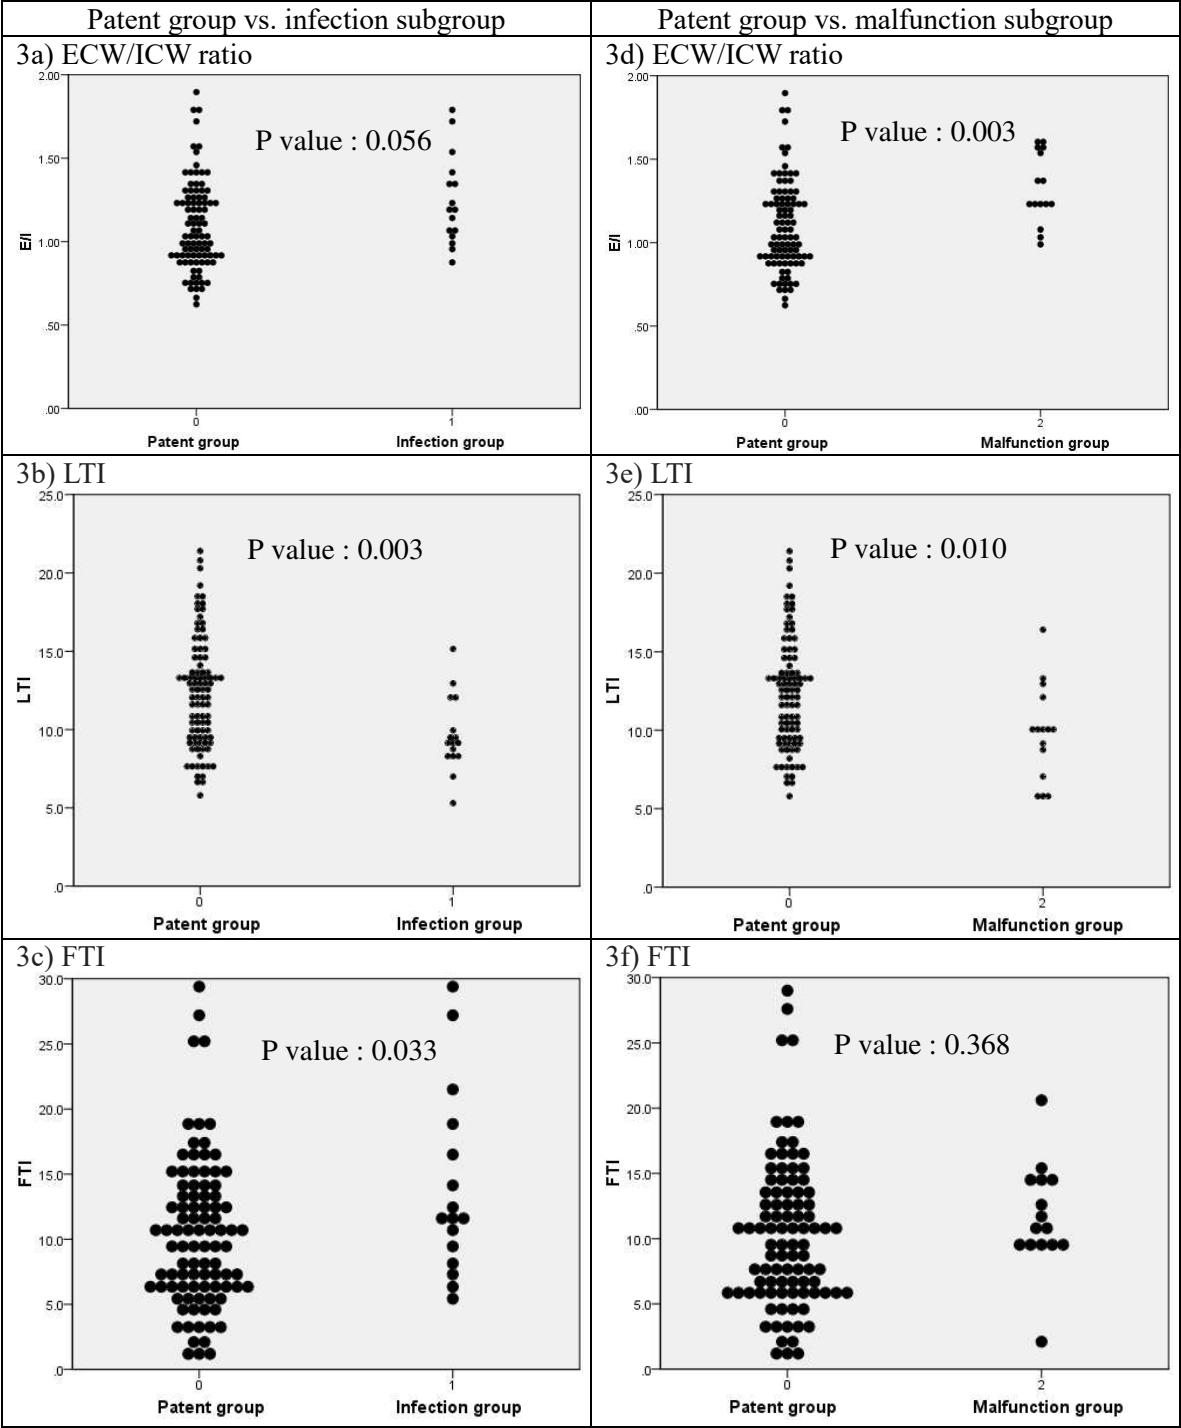 Patent group vs. infection subgroup
Patent group vs. malfunction subgroup
3a) ECW/ICW ratio
2.00
1.50
1.00
.50
.00
E/I
P value : 0.056
0
1
Patent group
Infection group
3d) ECW/ICW ratio
2.00
1.50
1.00
.50
.00
E/I
P value : 0.003
0
2
Patent group
Malfunction group
3b) LTI
25.0
20.0
15.0
10.0
5.0
.0
LTI
P value : 0.003
0
1
Patent group
Infection group
3e) LTI
25.0
20.0
15.0
10.0
5.0
.0
LTI
P value : 0.010
0
2
Patent group
Malfunction group
3c) FTI
30.0
25.0
20.0
15.0
10.0
5.0
.0
FTI
P value : 0.033
0
1
Patent group
Infection group
3f) FTI
30.0
25.0
20.0
15.0
10.0
5.0
.0
FTI
P value : 0.368
0
2
Patent group
Malfunction group